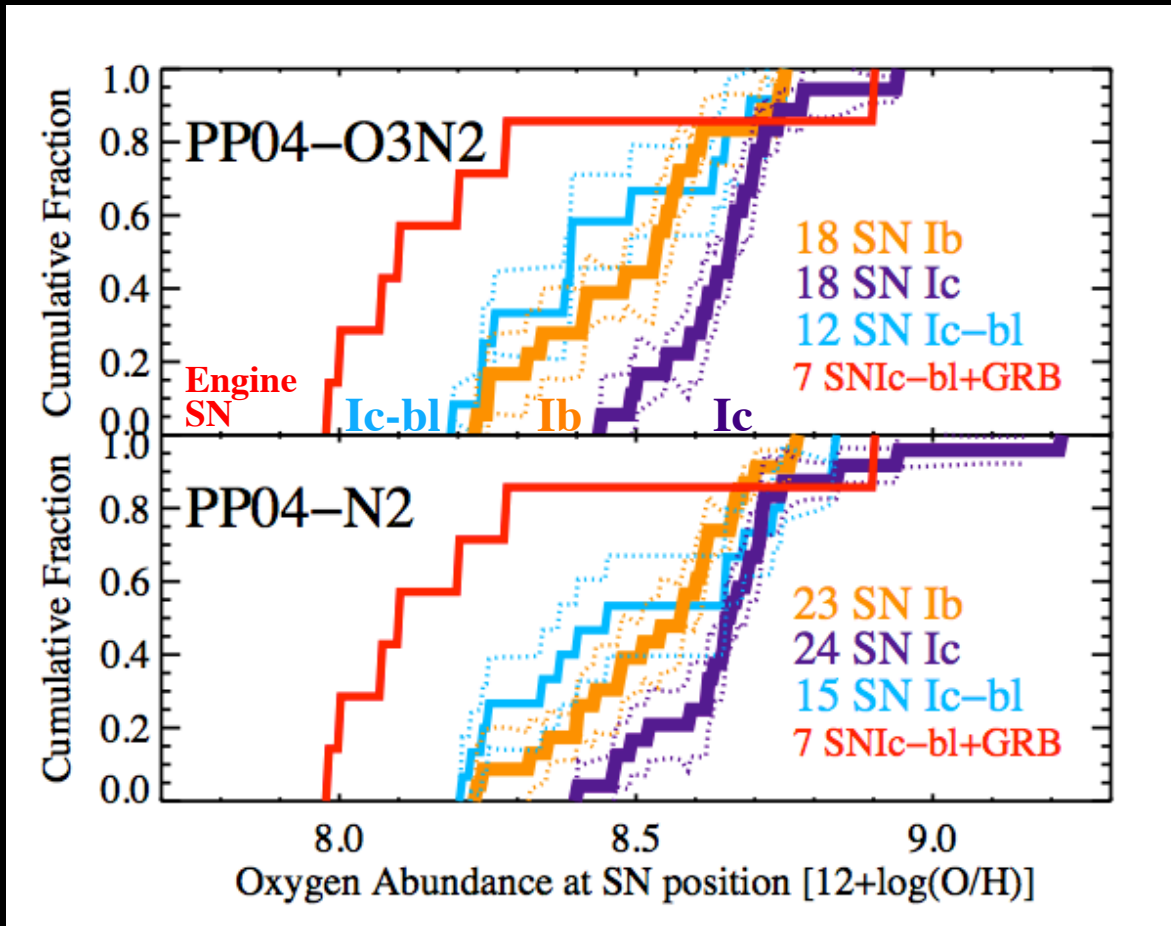 Cumulative Fraction
1.0
0.8
0.6
0.4
0.2
0.0
PP04−O3N2
18 SN Ib
18 SN Ic
12 SN Ic−bl
7 SNIc−bl+GRB
Engine
SN
Ic-bl
Ib
Ic
Cumulative Fraction
1.0
0.8
0.6
0.4
0.2
0.0
PP04−N2
23 SN Ib
24 SN Ic
15 SN Ic−bl
7 SNIc−bl+GRB
8.0 8.5 9.0
Oxygen Abundance at SN position [12+log(O/H)]